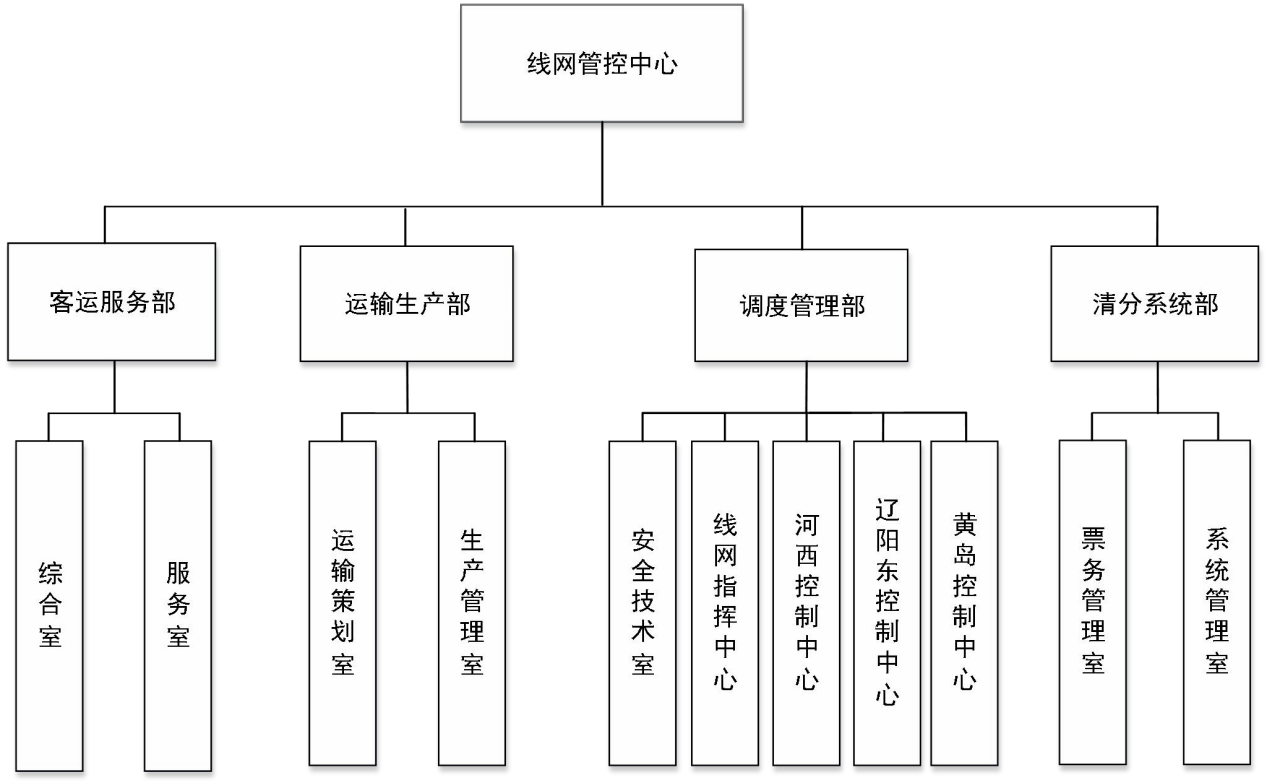 线网管控中心
客运服务部
运输生产部
调度管理部
清分系统部
综合室
服务室
运输策划室
生产管理室
安全技术室
线网指挥中心
河西控制中心
辽阳东控制中心
黄岛控制中心
票务管理室
系统管理室